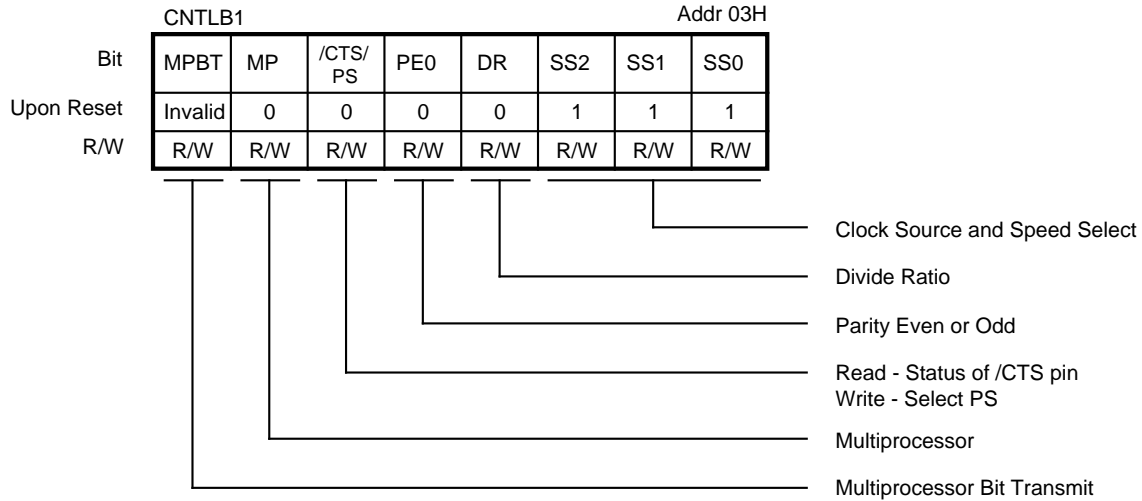 CNTLB1 Addr 03H
Bit MPBT MP /CTS/ PS PE0 DR SS2 SS1 SS0
Upon Reset Invalid 0 0 0 0 1 1 1
R/W R/W R/W R/W R/W R/W R/W R/W R/W
Clock Source and Speed Select
Divide Ratio
Parity Even or Odd
Read - Status of /CTS pin
Write - Select PS
Multiprocessor
Multiprocessor Bit Transmit